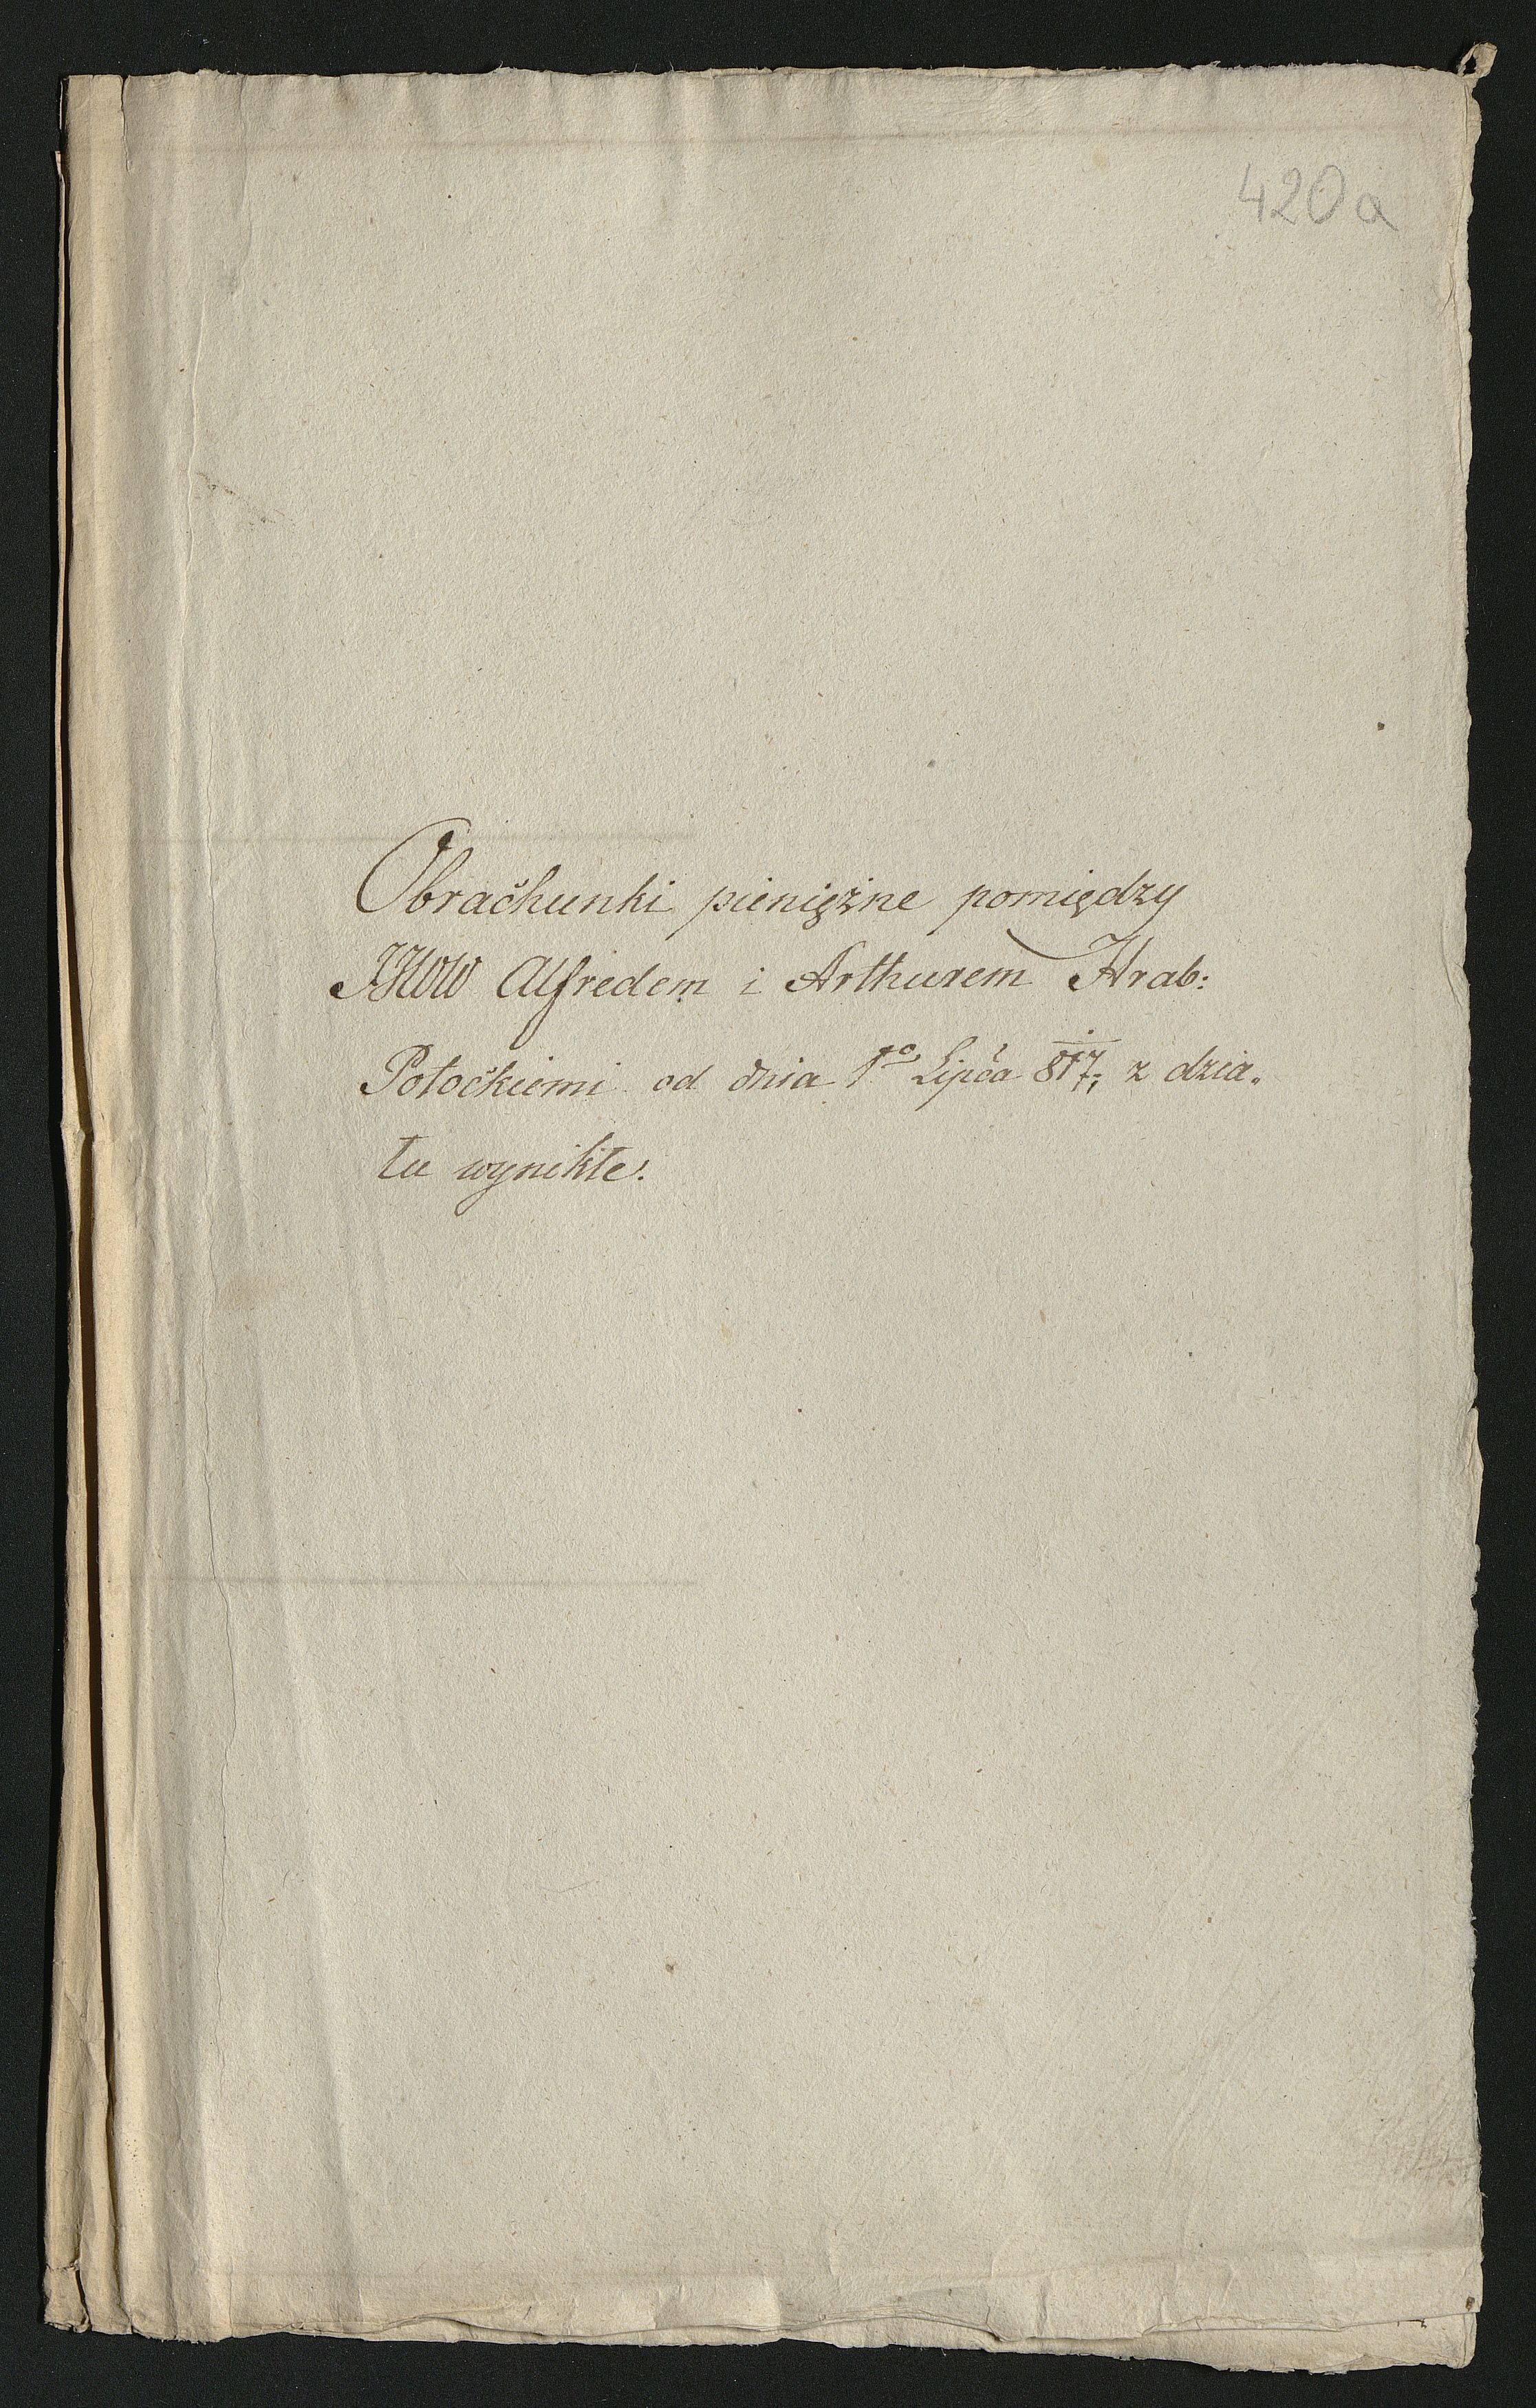 420a
Obrachunki pieniężne pomiędzy
JJWW Alfredem i Arthurem Hrab:
Potockiemi od dnia 1º Lipca 817; z dzia„
łu wynikłe.